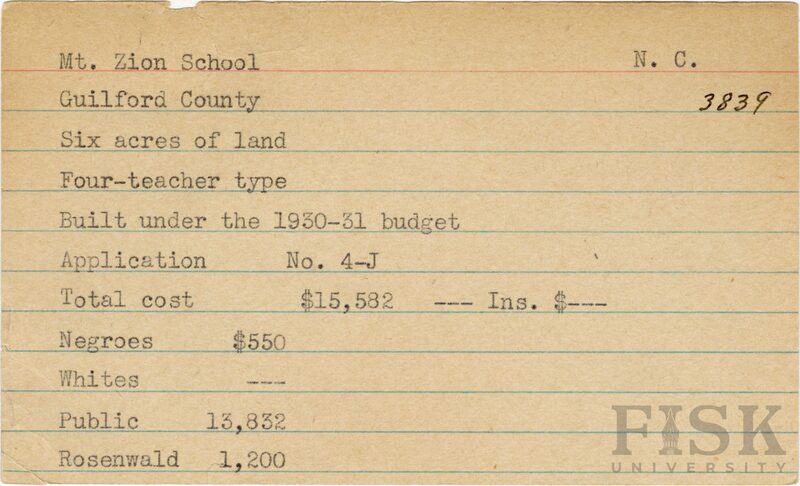 Mt. Zion School N. C.
Guilford County 3839
Six acres of land
Four-teacher type
Built under the 1930-31 budget
Application No. 4-J
Total cost $15,582 --- Ins. $---
Negroes $550
Whites ---
Public 13,832
Rosenwald 1,200
FISK
UNIVERSITY